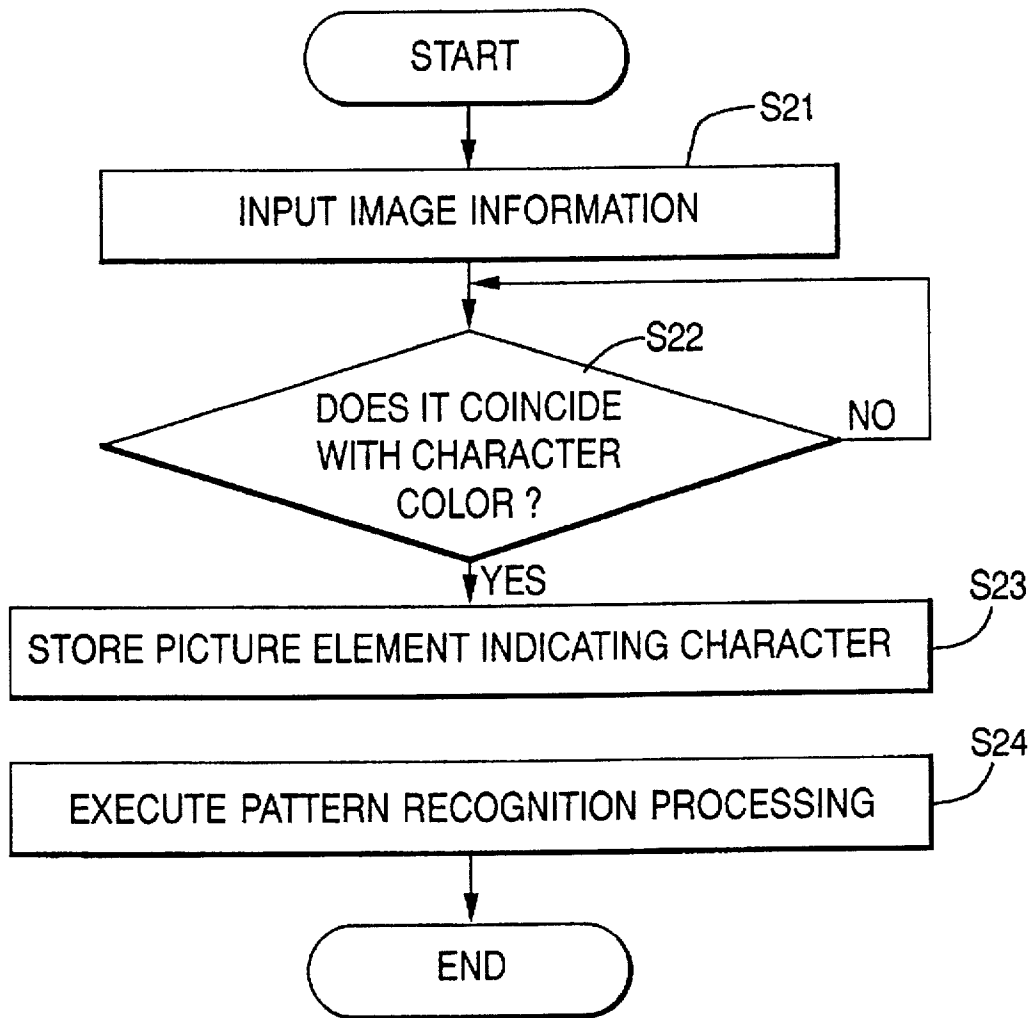 START
S21
INPUT IMAGE INFORMATION
S22
DOES IT COINCIDE
WITH CHARACTER
COLOR ?
NO
YES
S23
STORE PICTURE ELEMENT INDICATING CHARACTER
S24
EXECUTE PATTERN RECOGNITION PROCESSING
END